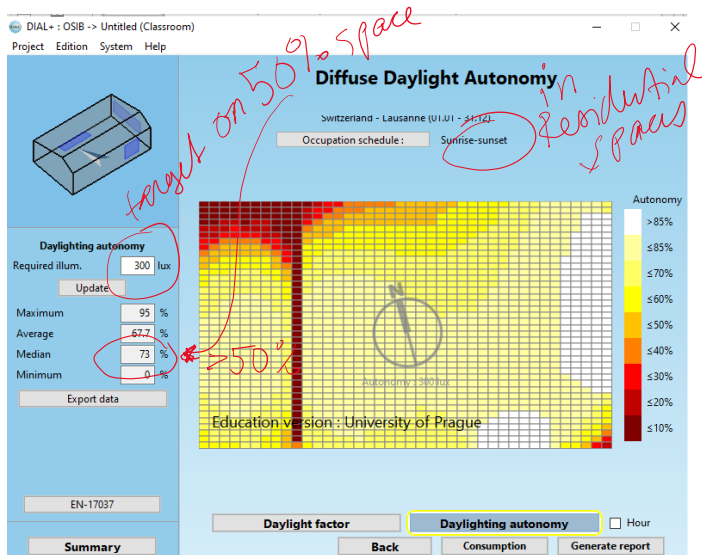 DIAL+ : OSIB -> Untitled (Classroom)
Project Edition System Help
target on 50% space
in Residential spaces
Diffuse Daylight Autonomy
Switzerland - Lausanne (01.01 - 31.12)
Occupation schedule : Sunrise-sunset
Autonomy
>85%
≤85%
≤70%
≤60%
≤50%
≤40%
≤30%
≤20%
≤10%
Daylighting autonomy
Required illum. 300 lux
Update
Maximum 95 %
Average 67.7 %
Median 73 %
>50%
Minimum 0 %
Export data
N
Autonomy : 300 lux
Education version : University of Prague
EN-17037
Daylight factor Daylighting autonomy Hour
Summary Back Consumption Generate report